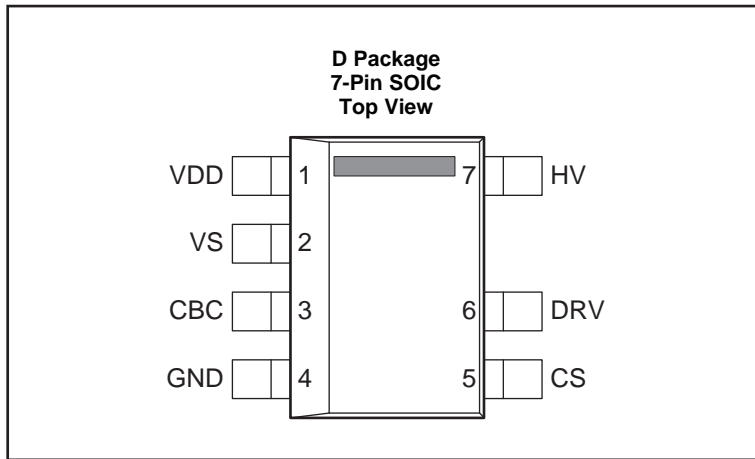 D Package
7-Pin SOIC
Top View
VDD 1 7 HV
VS 2
CBC 3 6 DRV
GND 4 5 CS